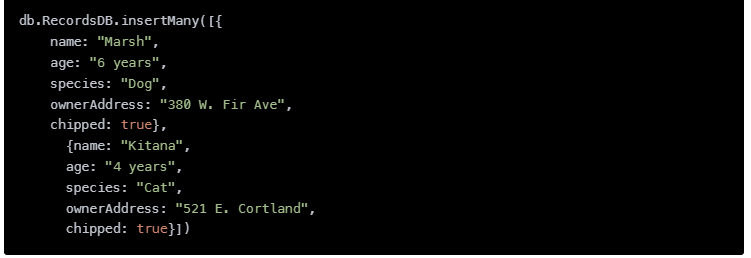 db.RecordsDB.insertMany([{
    name: "Marsh",
    age: "6 years",
    species: "Dog",
    ownerAddress: "380 W. Fir Ave",
    chipped: true},
      {name: "Kitana",
      age: "4 years",
      species: "Cat",
      ownerAddress: "521 E. Cortland",
      chipped: true}])